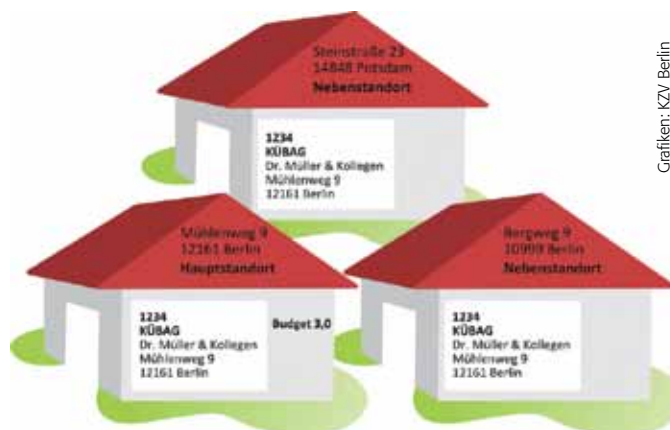 Steinstraße 23
14848 Potsdam
Nebenstandort
1234
KÜBAG
Dr. Müller & Kollegen
Mühlenweg 9
12161 Berlin
Grafiken: KZV Berlin
Mühlenweg 9
12161 Berlin
Hauptstandort
1234
KÜBAG
Dr. Müller & Kollegen
Mühlenweg 9
12161 Berlin
Budget 3,0
Bergweg 9
10999 Berlin
Nebenstandort
1234
KÜBAG
Dr. Müller & Kollegen
Mühlenweg 9
12161 Berlin